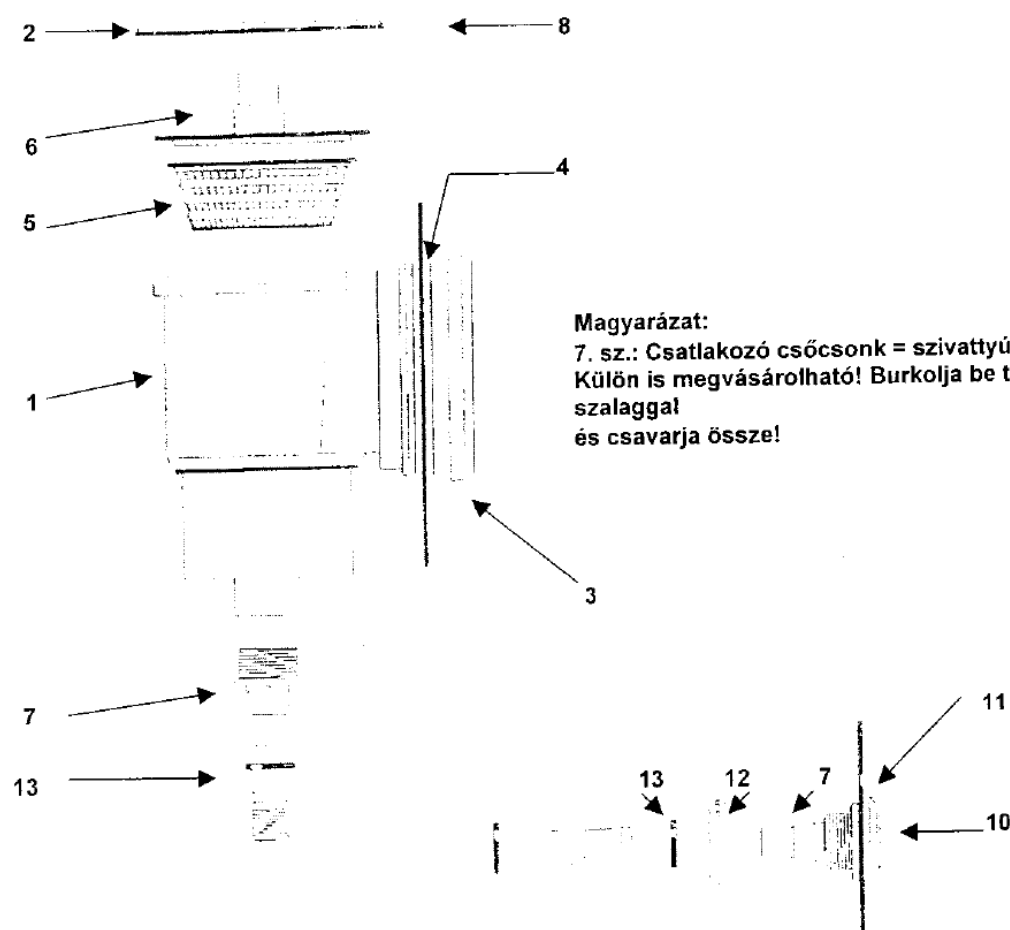 2
8
6
4
5
Magyarázat:
7. sz.: Csatlakozó csőcsonk = szivattyú
Külön is megvásárolható! Burkolja be t
szalaggal
és csavarja össze!
1
3
7
11
13
13
12
7
10